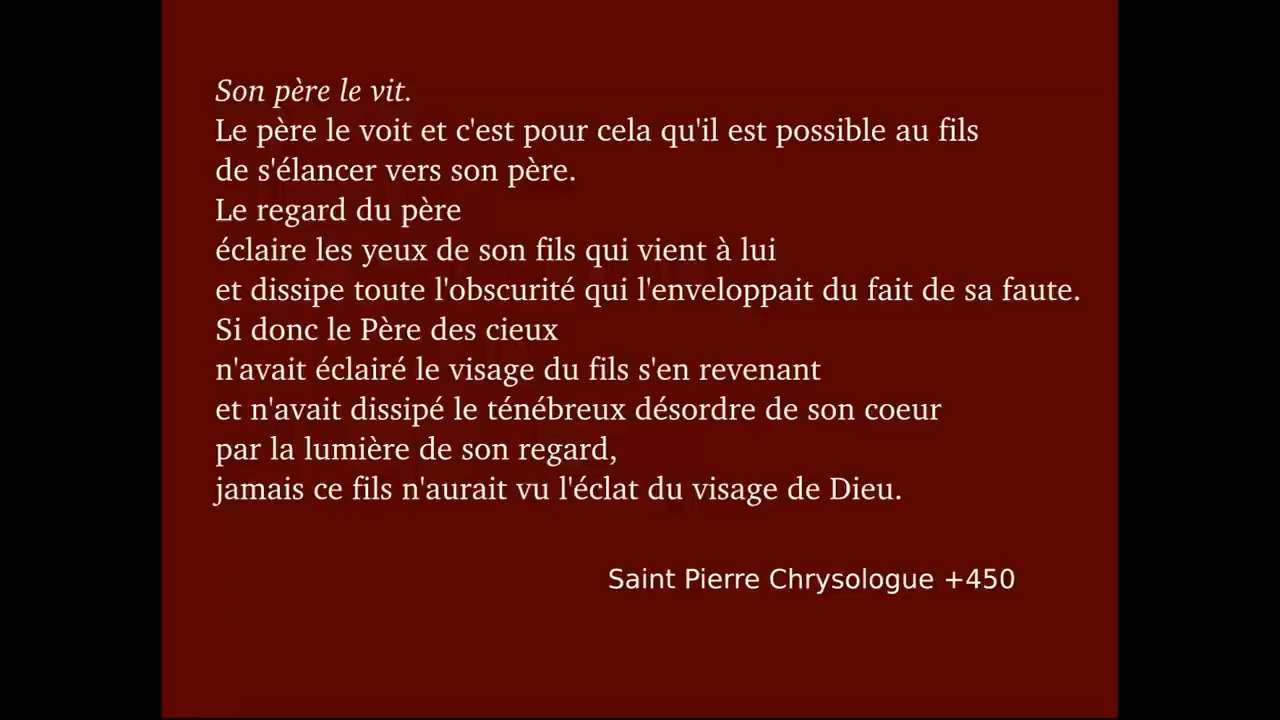 Son père le vit.
Le père le voit et c'est pour cela qu'il est possible au fils
de s'élancer vers son père.
Le regard du père
éclaire les yeux de son fils qui vient à lui
et dissipe toute l'obscurité qui l'enveloppait du fait de sa faute.
Si donc le Père des cieux
n'avait éclairé le visage du fils s'en revenant
et n'avait dissipé le ténébreux désordre de son coeur
par la lumière de son regard,
jamais ce fils n'aurait vu l'éclat du visage de Dieu.
Saint Pierre Chrysologue +450